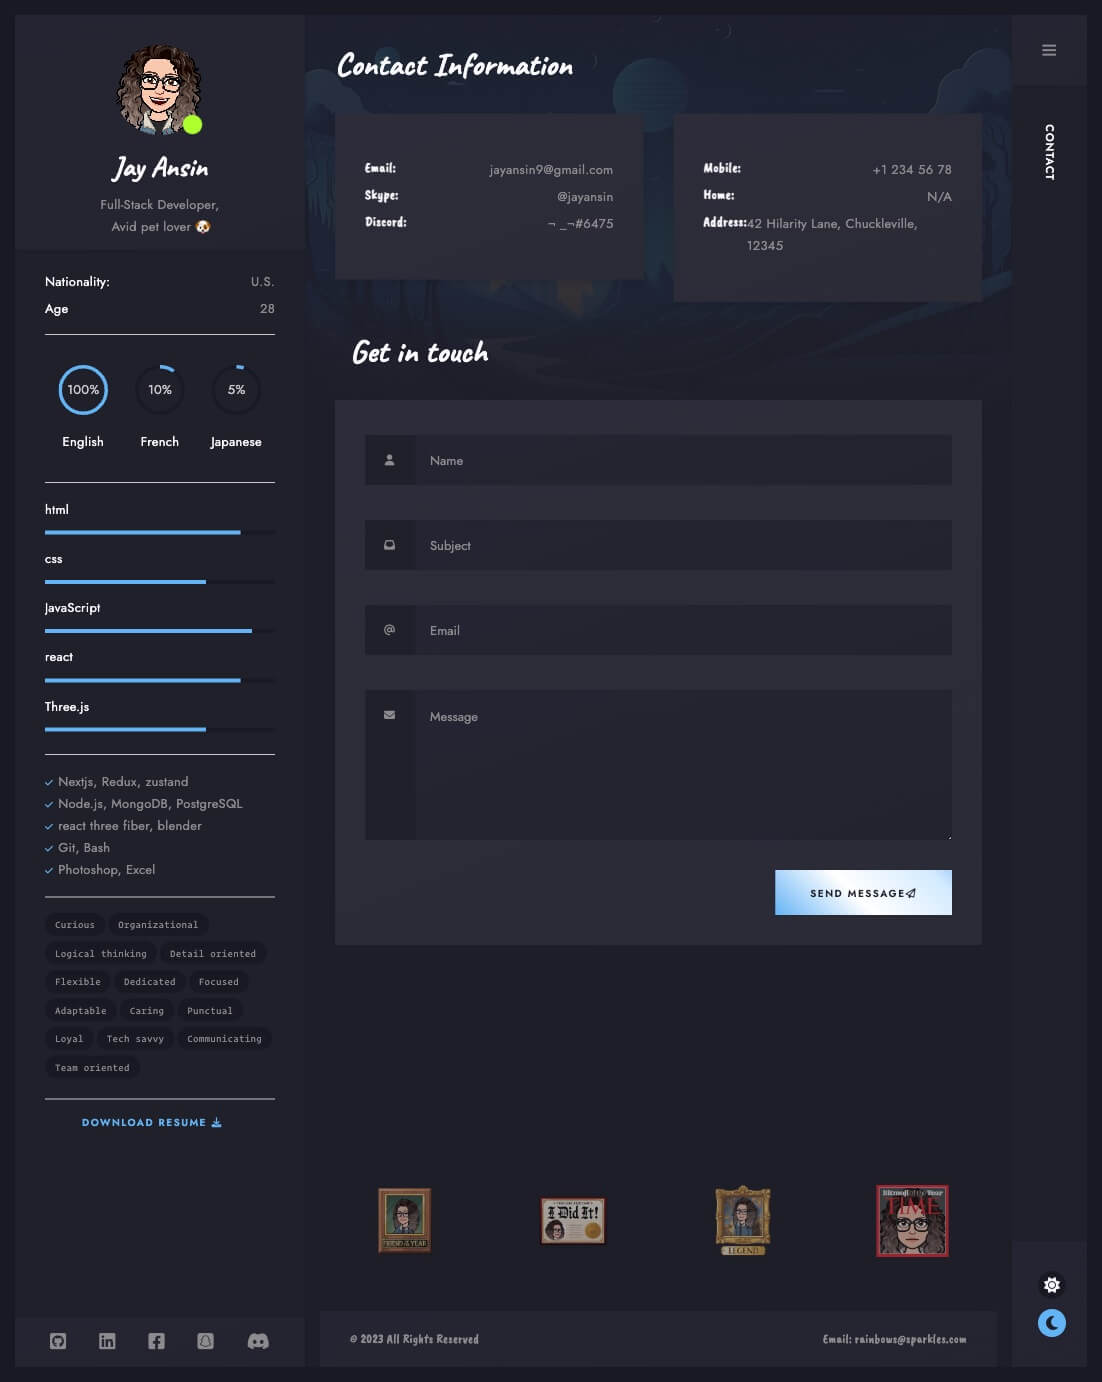 Jay Ansin
Full-Stack Developer,
Avid pet lover 🐶
Nationality: U.S.
Age 28
100% 10% 5%
English French Japanese
html
css
JavaScript
react
Three.js
Nextjs, Redux, zustand
Node.js, MongoDB, PostgreSQL
react three fiber, blender
Git, Bash
Photoshop, Excel
Curious Organizational
Logical thinking Detail oriented
Flexible Dedicated Focused
Adaptable Caring Punctual
Loyal Tech savvy Communicating
Team oriented
DOWNLOAD RESUME
Contact Information
Email: jayansin9@gmail.com
Skype: @jayansin
Discord: ¬ _¬#6475
Mobile: +1 234 56 78
Home: N/A
Address: 42 Hilarity Lane, Chuckleville,
12345
Get in touch
Name
Subject
Email
Message
SEND MESSAGE
FRIEND of the YEAR
I Did It!
LEGEND
Bitmoji of the Year
TIME
© 2023 All Rights Reserved
Email: rainbows@sparkles.com
CONTACT